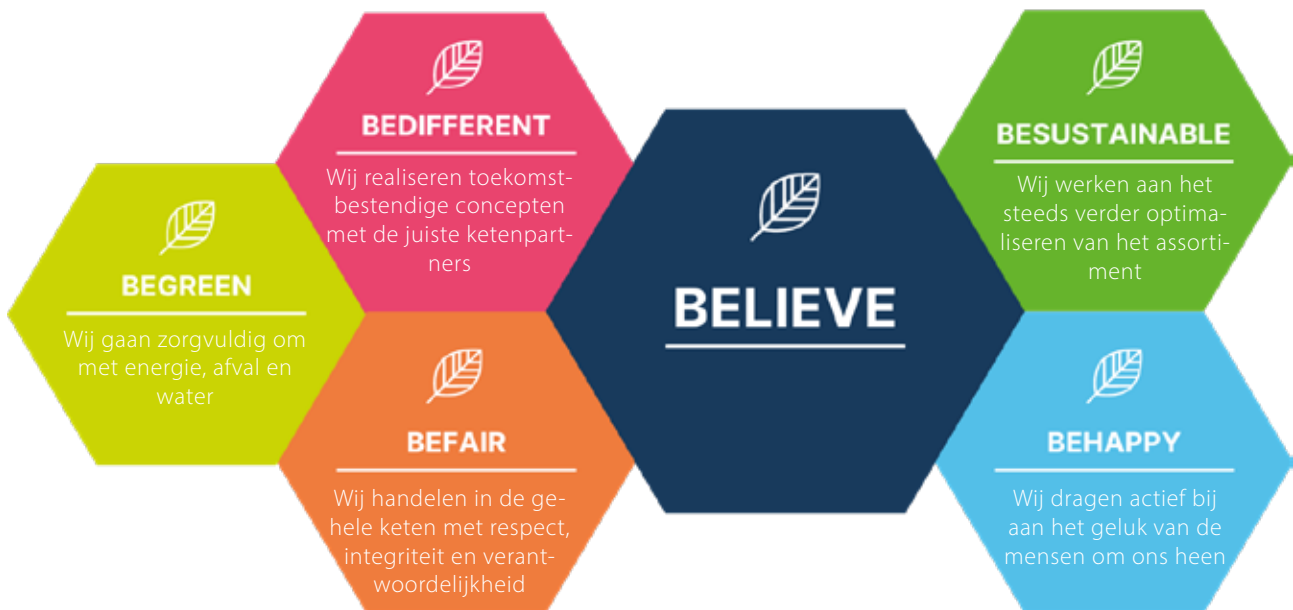 BEGREEN
Wij gaan zorgvuldig om
met energie, afval en
water
BEDIFFERENT
Wij realiseren toekomst-
bestendige concepten
met de juiste ketenpart-
ners
BEFAIR
Wij handelen in de ge-
hele keten met respect,
integriteit en verant-
woordelijkheid
BELIEVE
BESUSTAINABLE
Wij werken aan het
steeds verder optima-
liseren van het assorti-
ment
BEHAPPY
Wij dragen actief bij
aan het geluk van de
mensen om ons heen